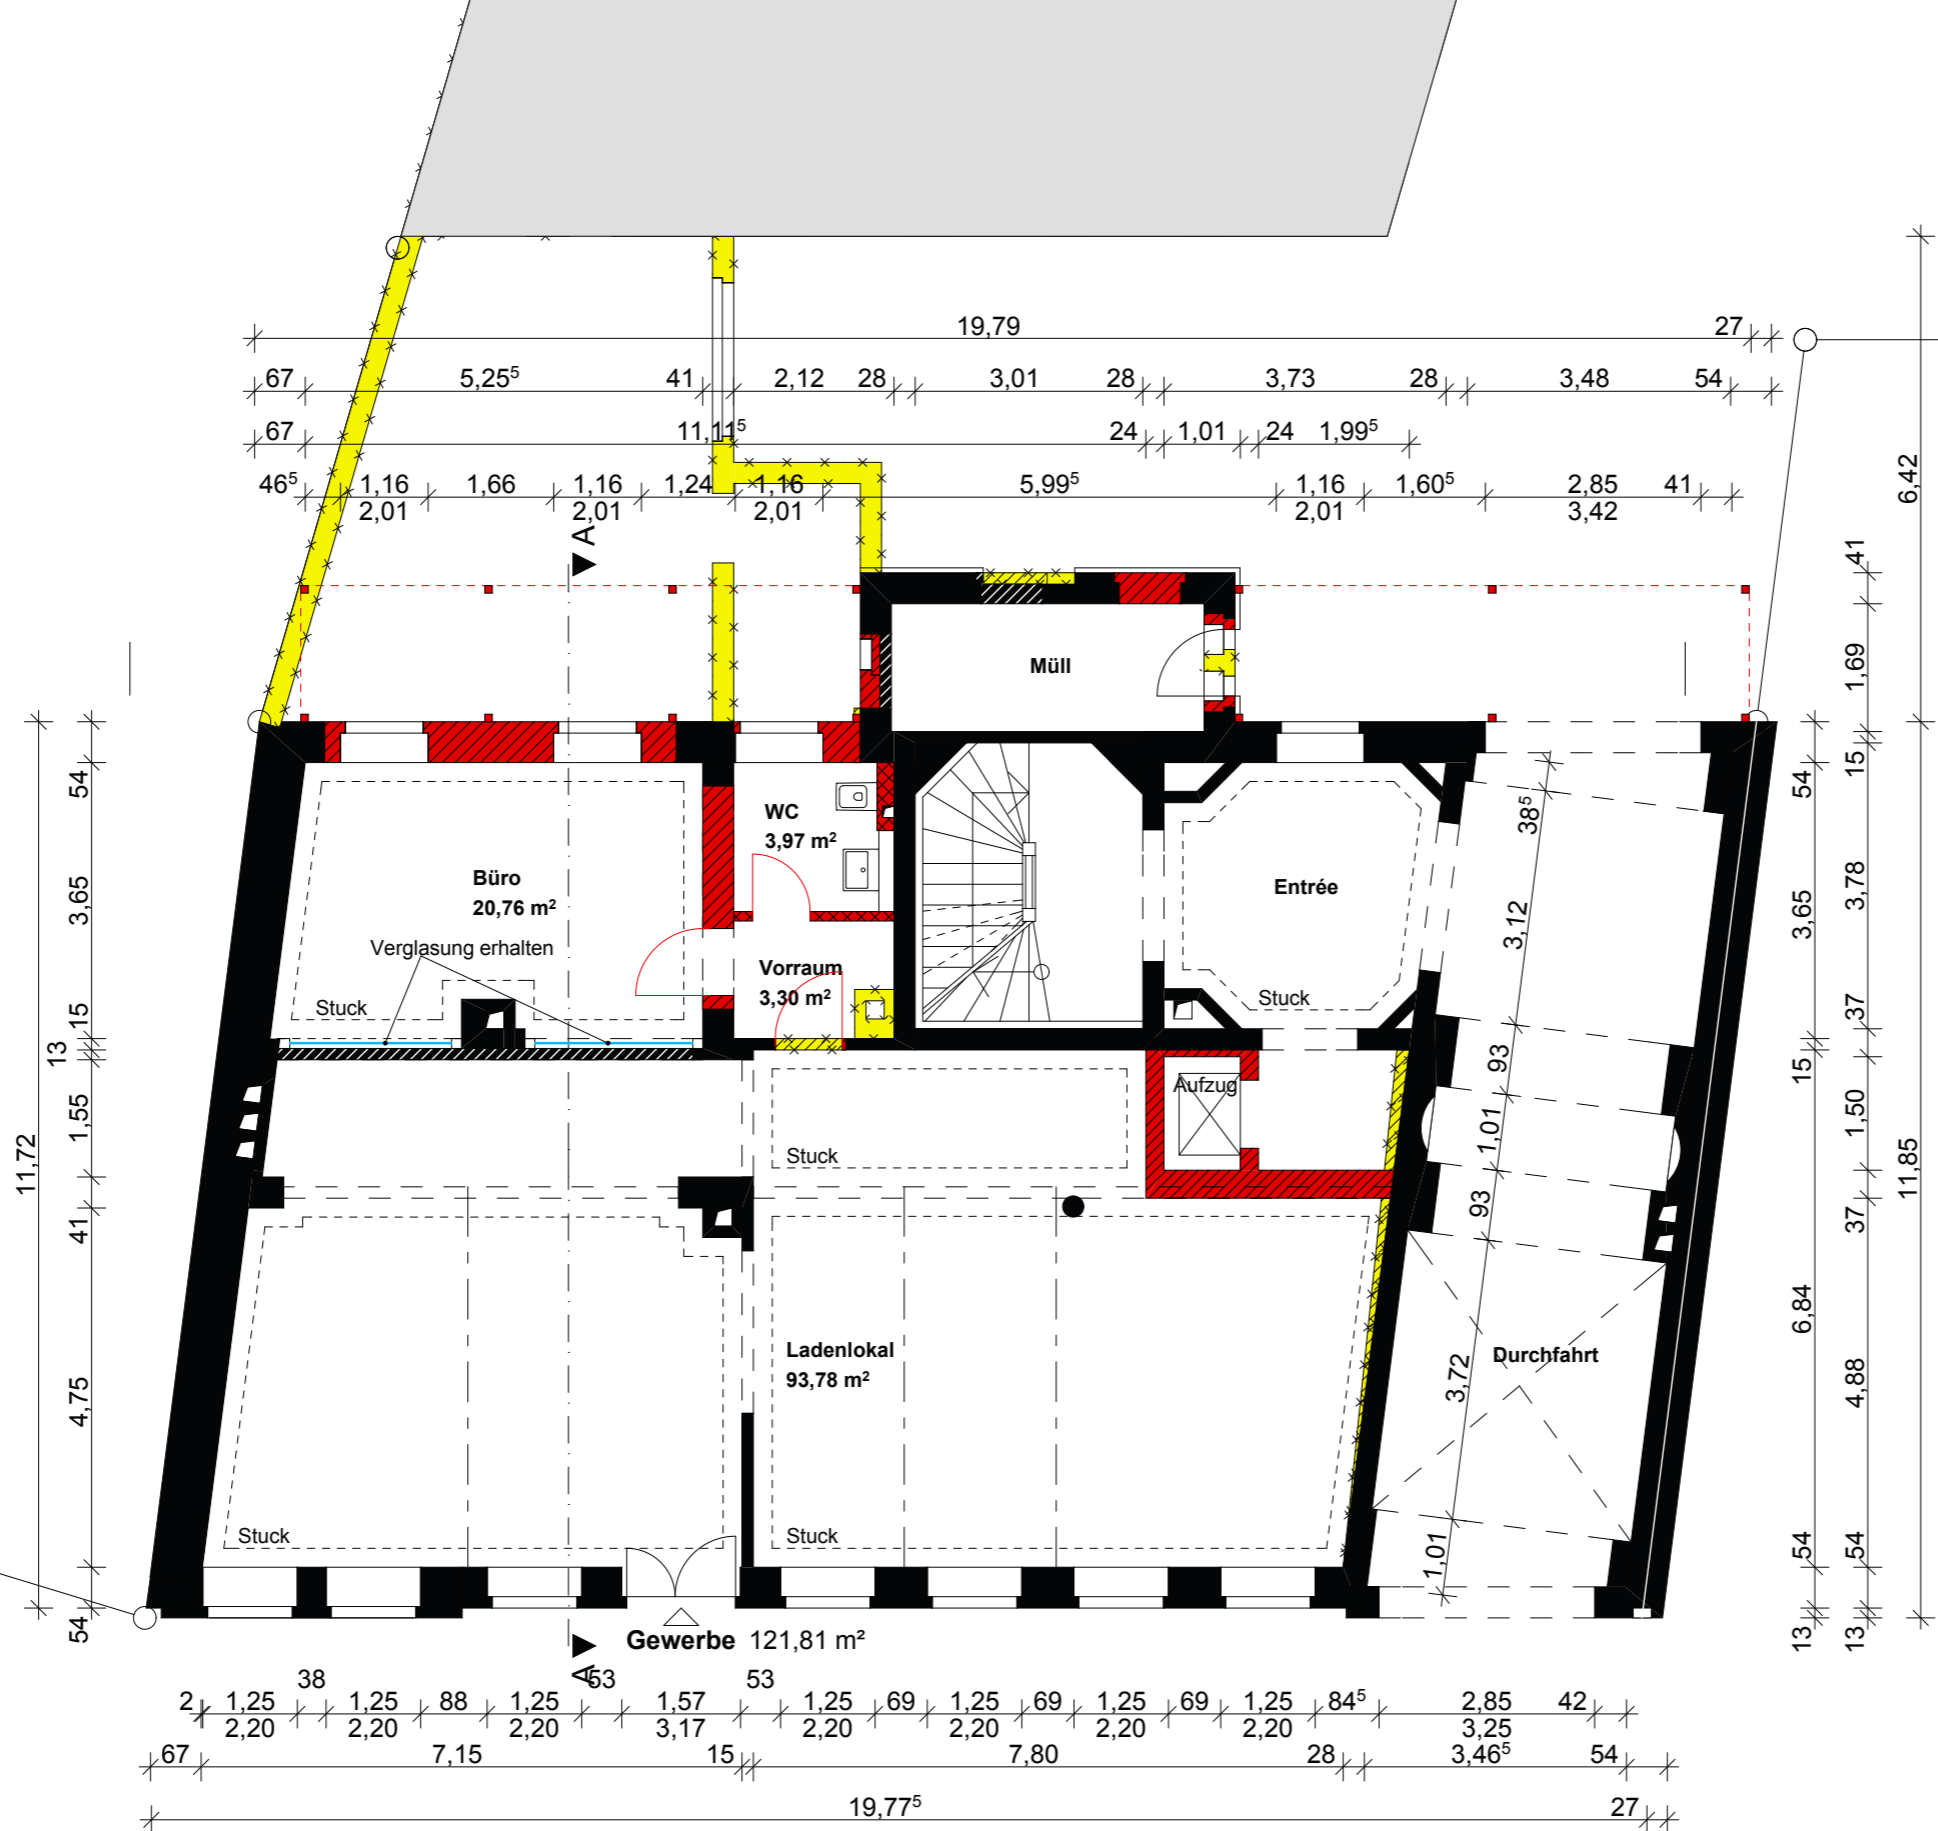 19,79 27
67 5,25⁵ 41 2,12 28 3,01 28 3,73 28 3,48 54
67 11,11⁵ 24 1,01 24 1,99⁵
46⁵ 1,16 1,66 1,16 1,24 1,16 5,99⁵ 1,16 1,60⁵ 2,85 41
2,01 2,01 2,01 2,01 3,42
A
6,42
11,85
41
1,69
15
3,78
37
1,50
37
4,88
54
13
54
3,65
15
6,84
54
13
11,72
54
3,65
15
13
1,55
41
4,75
54
Müll
WC
3,97 m²
Büro
20,76 m²
Verglasung erhalten
Stuck
Vorraum
3,30 m²
Entrée
Stuck
Aufzug
Stuck
38⁵
3,12
93
1,01
93
3,72
1,01
Ladenlokal
93,78 m²
Durchfahrt
Stuck
Stuck
Gewerbe 121,81 m²
A
38 53 53
2 1,25 1,25 88 1,25 1,57 1,25 69 1,25 69 1,25 69 1,25 84⁵ 2,85 42
2,20 2,20 2,20 3,17 2,20 2,20 2,20 2,20 3,25
67 7,15 15 7,80 28 3,46⁵ 54
19,77⁵ 27